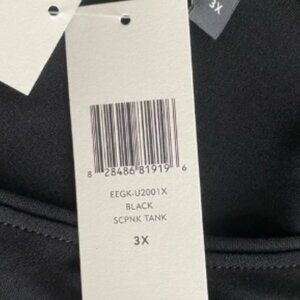 3X
8 28486 81919 6
EEGK-U2001X
BLACK
SCPNK TANK
3X